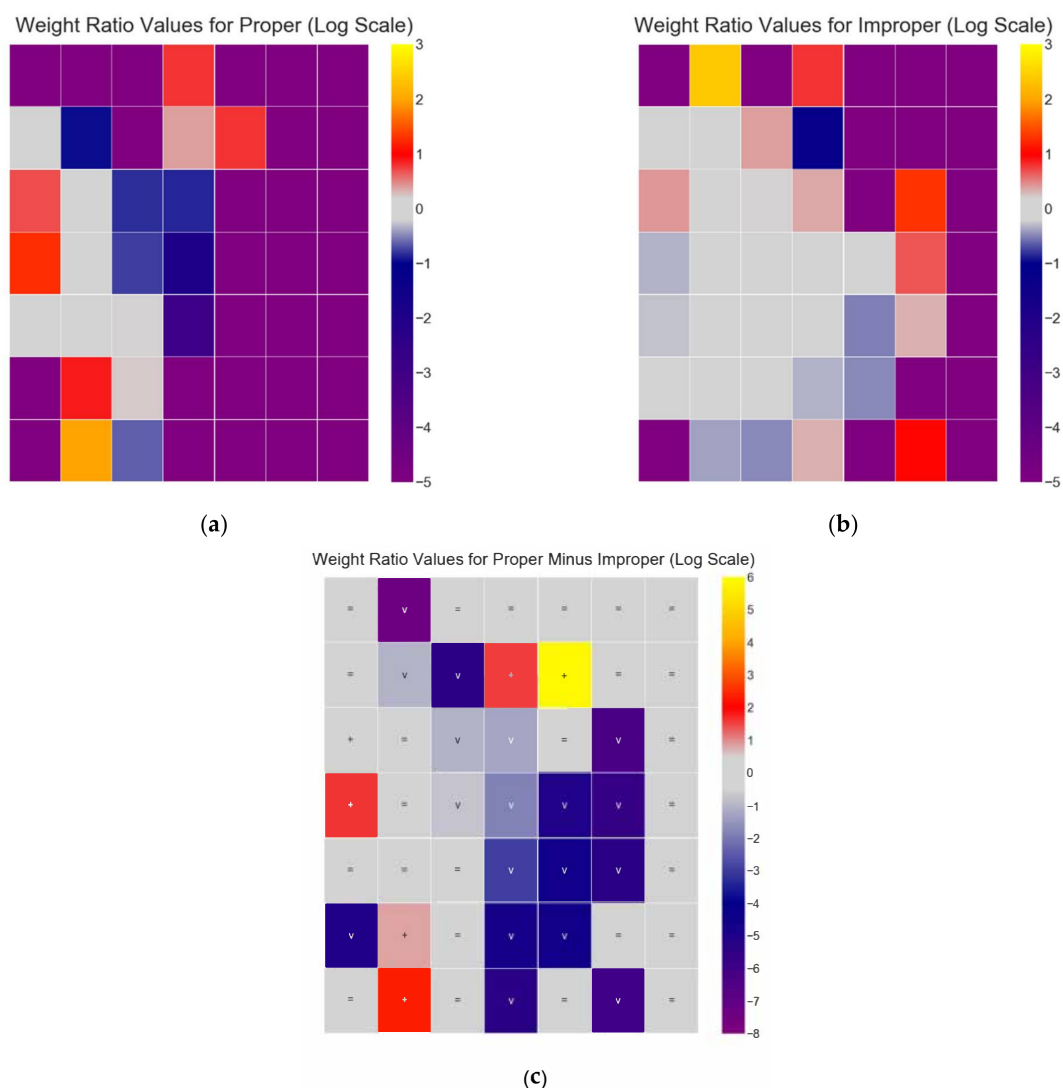 Weight Ratio Values for Proper (Log Scale)
3
2
1
0
−1
−2
−3
−4
−5
(a)
Weight Ratio Values for Improper (Log Scale)
3
2
1
0
−1
−2
−3
−4
−5
(b)
Weight Ratio Values for Proper Minus Improper (Log Scale)
= v = = = = =
= v v + + = =
+ = v v = v =
+ = v v v v =
= = = v v v =
v + = v v = =
= + = v = v =
6
5
4
3
2
1
0
−1
−2
−3
−4
−5
−6
−7
−8
(c)